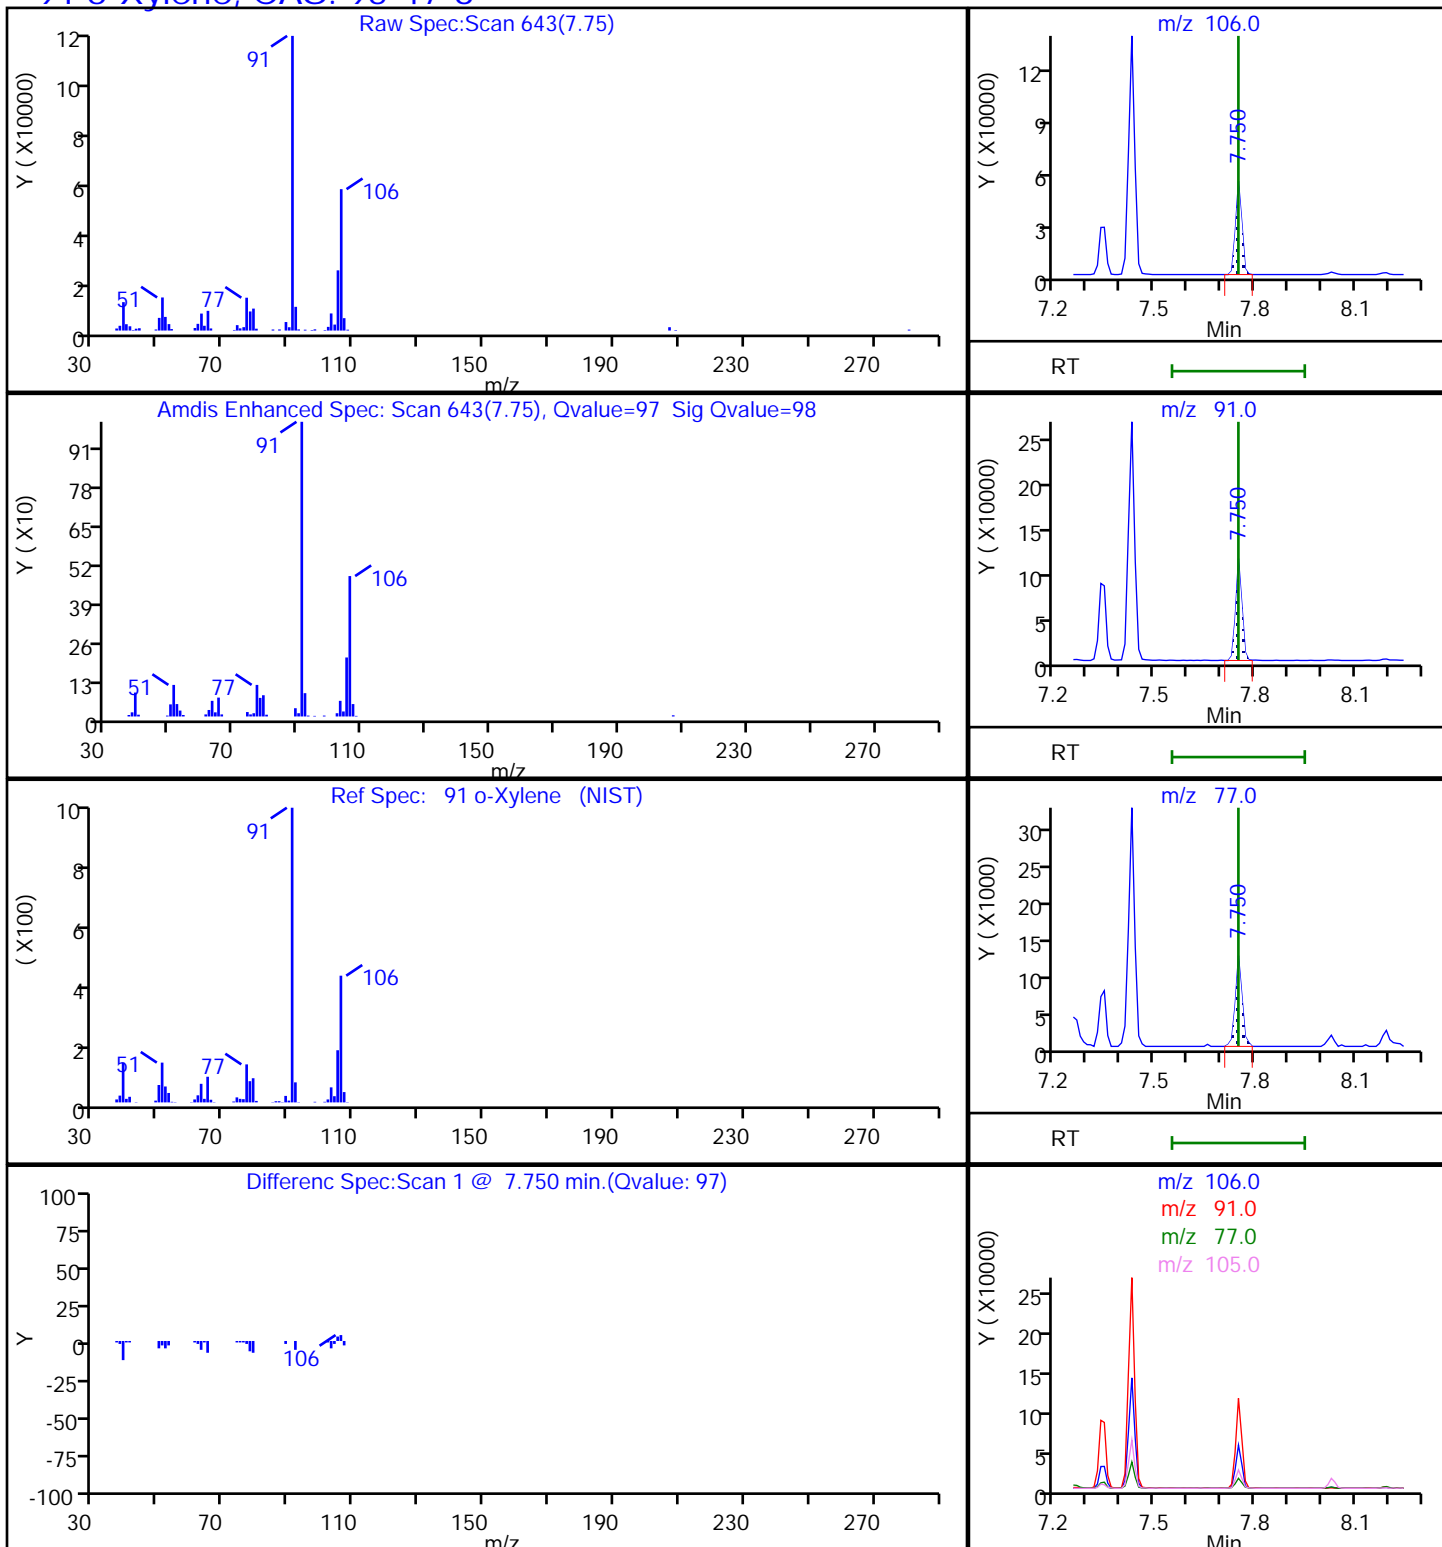 91 o-Xylene, CAS: 95-47-6
Raw Spec:Scan 643(7.75)
Y ( X10000)
12
10
8
6
4
2
0
91
106
51
77
30 70 110 150 190 230 270
m/z
m/z 106.0
Y ( X10000)
12
9
6
3
0
7.750
7.2 7.5 7.8 8.1
Min
RT
Amdis Enhanced Spec: Scan 643(7.75), Qvalue=97 Sig Qvalue=98
Y ( X10)
91
78
65
52
39
26
13
0
91
106
51
77
30 70 110 150 190 230 270
m/z
m/z 91.0
Y ( X10000)
25
20
15
10
5
0
7.750
7.2 7.5 7.8 8.1
Min
RT
Ref Spec: 91 o-Xylene (NIST)
( X100)
10
8
6
4
2
0
91
106
51
77
30 70 110 150 190 230 270
m/z 77.0
Y ( X1000)
30
25
20
15
10
5
0
7.750
7.2 7.5 7.8 8.1
Min
RT
Differenc Spec:Scan 1 @ 7.750 min.(Qvalue: 97)
Y
100
75
50
25
0
-25
-50
-75
-100
106
30 70 110 150 190 230 270
m/z
m/z 106.0
m/z 91.0
m/z 77.0
m/z 105.0
Y ( X10000)
25
20
15
10
5
0
7.2 7.5 7.8 8.1
Min